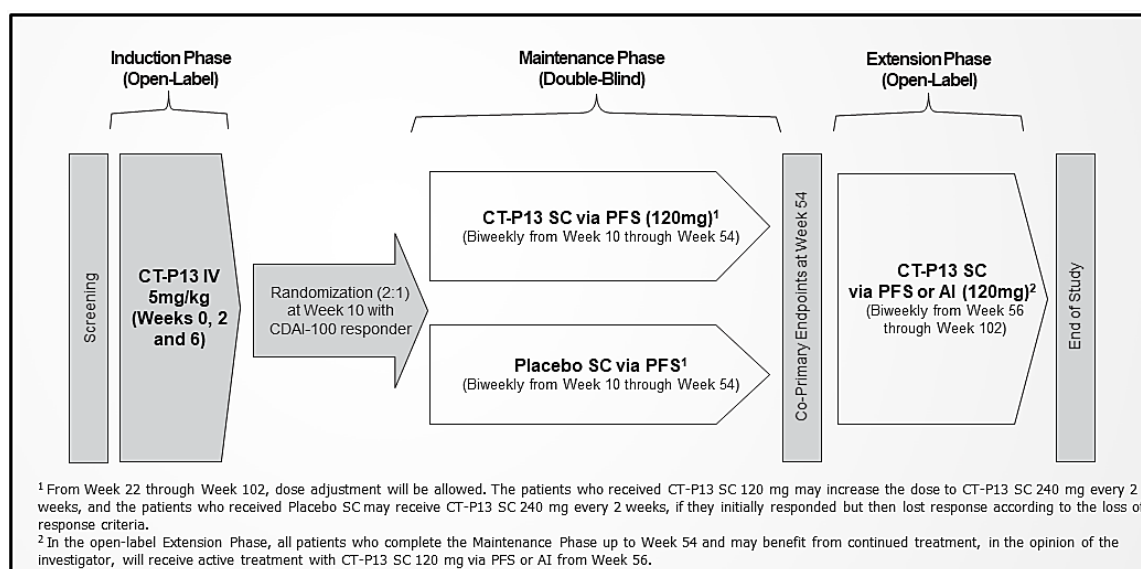 Induction Phase
(Open-Label)
Maintenance Phase
(Double-Blind)
Extension Phase
(Open-Label)
Screening
CT-P13 IV
5mg/kg
(Weeks 0, 2
and 6)
Randomization (2:1)
at Week 10 with
CDAI-100 responder
CT-P13 SC via PFS (120mg)¹
(Biweekly from Week 10 through Week 54)
Placebo SC via PFS¹
(Biweekly from Week 10 through Week 54)
Co-Primary Endpoints at Week 54
CT-P13 SC
via PFS or AI (120mg)²
(Biweekly from Week 56
through Week 102)
End of Study
¹ From Week 22 through Week 102, dose adjustment will be allowed. The patients who received CT-P13 SC 120 mg may increase the dose to CT-P13 SC 240 mg every 2
weeks, and the patients who received Placebo SC may receive CT-P13 SC 240 mg every 2 weeks, if they initially responded but then lost response according to the loss of
response criteria.
² In the open-label Extension Phase, all patients who complete the Maintenance Phase up to Week 54 and may benefit from continued treatment, in the opinion of the
investigator, will receive active treatment with CT-P13 SC 120 mg via PFS or AI from Week 56.